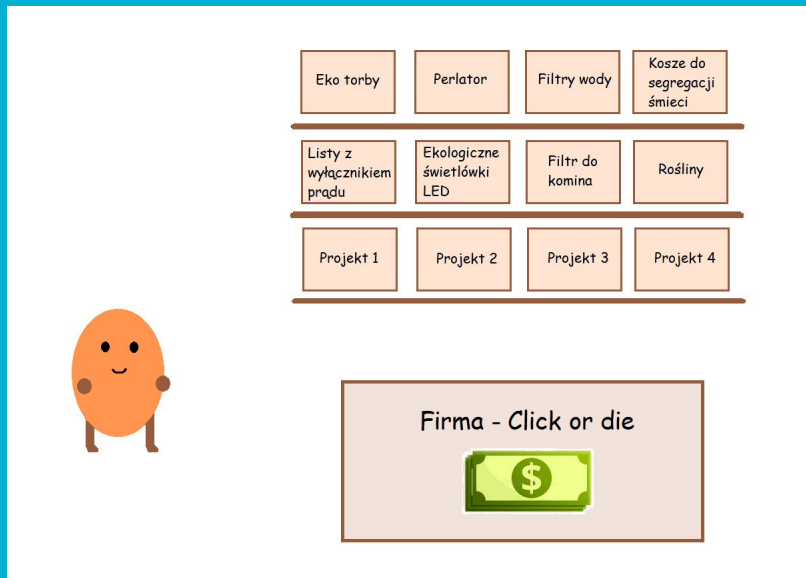 Eko torby
Perlator
Filtry wody
Kosze do
segregacji
śmieci
Listy z
wyłącznikiem
prądu
Ekologiczne
świetlówki
LED
Filtr do
komina
Rośliny
Projekt 1
Projekt 2
Projekt 3
Projekt 4
Firma - Click or die
$